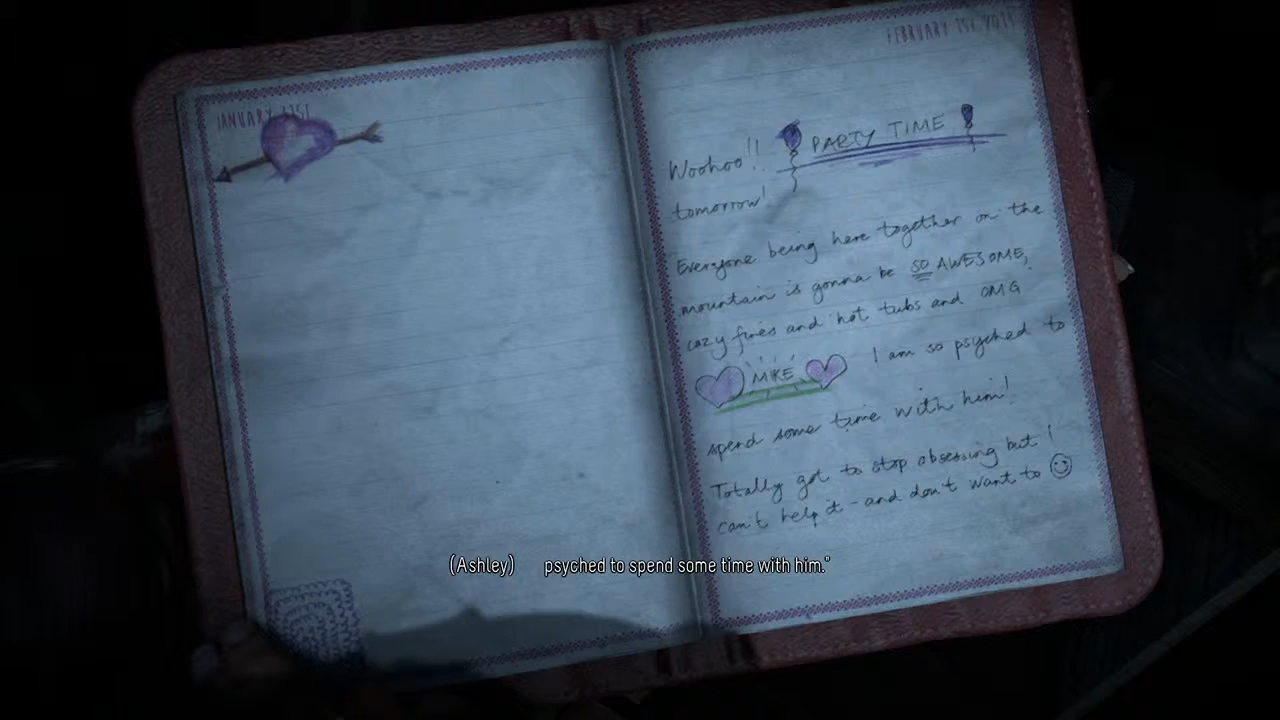 JANUARY 31ST
FEBRUARY 1ST 2014
Woohoo!! PARTY TIME
tomorrow!
Everyone being here together on the
mountain is gonna be SO AWESOME,
cozy fires and hot tubs and OMG
MIKE I am so psyched to
spend some time with him!
Totally got to stop obsessing but I
can't help it - and don't want to
(Ashley) psyched to spend some time with him."